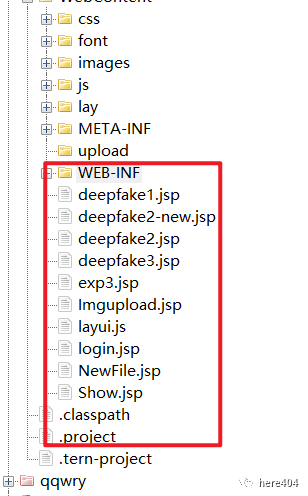 WebContent
css
font
images
js
lay
META-INF
upload
WEB-INF
deepfake1.jsp
deepfake2-new.jsp
deepfake2.jsp
deepfake3.jsp
exp3.jsp
Imgupload.jsp
layui.js
login.jsp
NewFile.jsp
Show.jsp
.classpath
.project
.tern-project
qqwry
here404